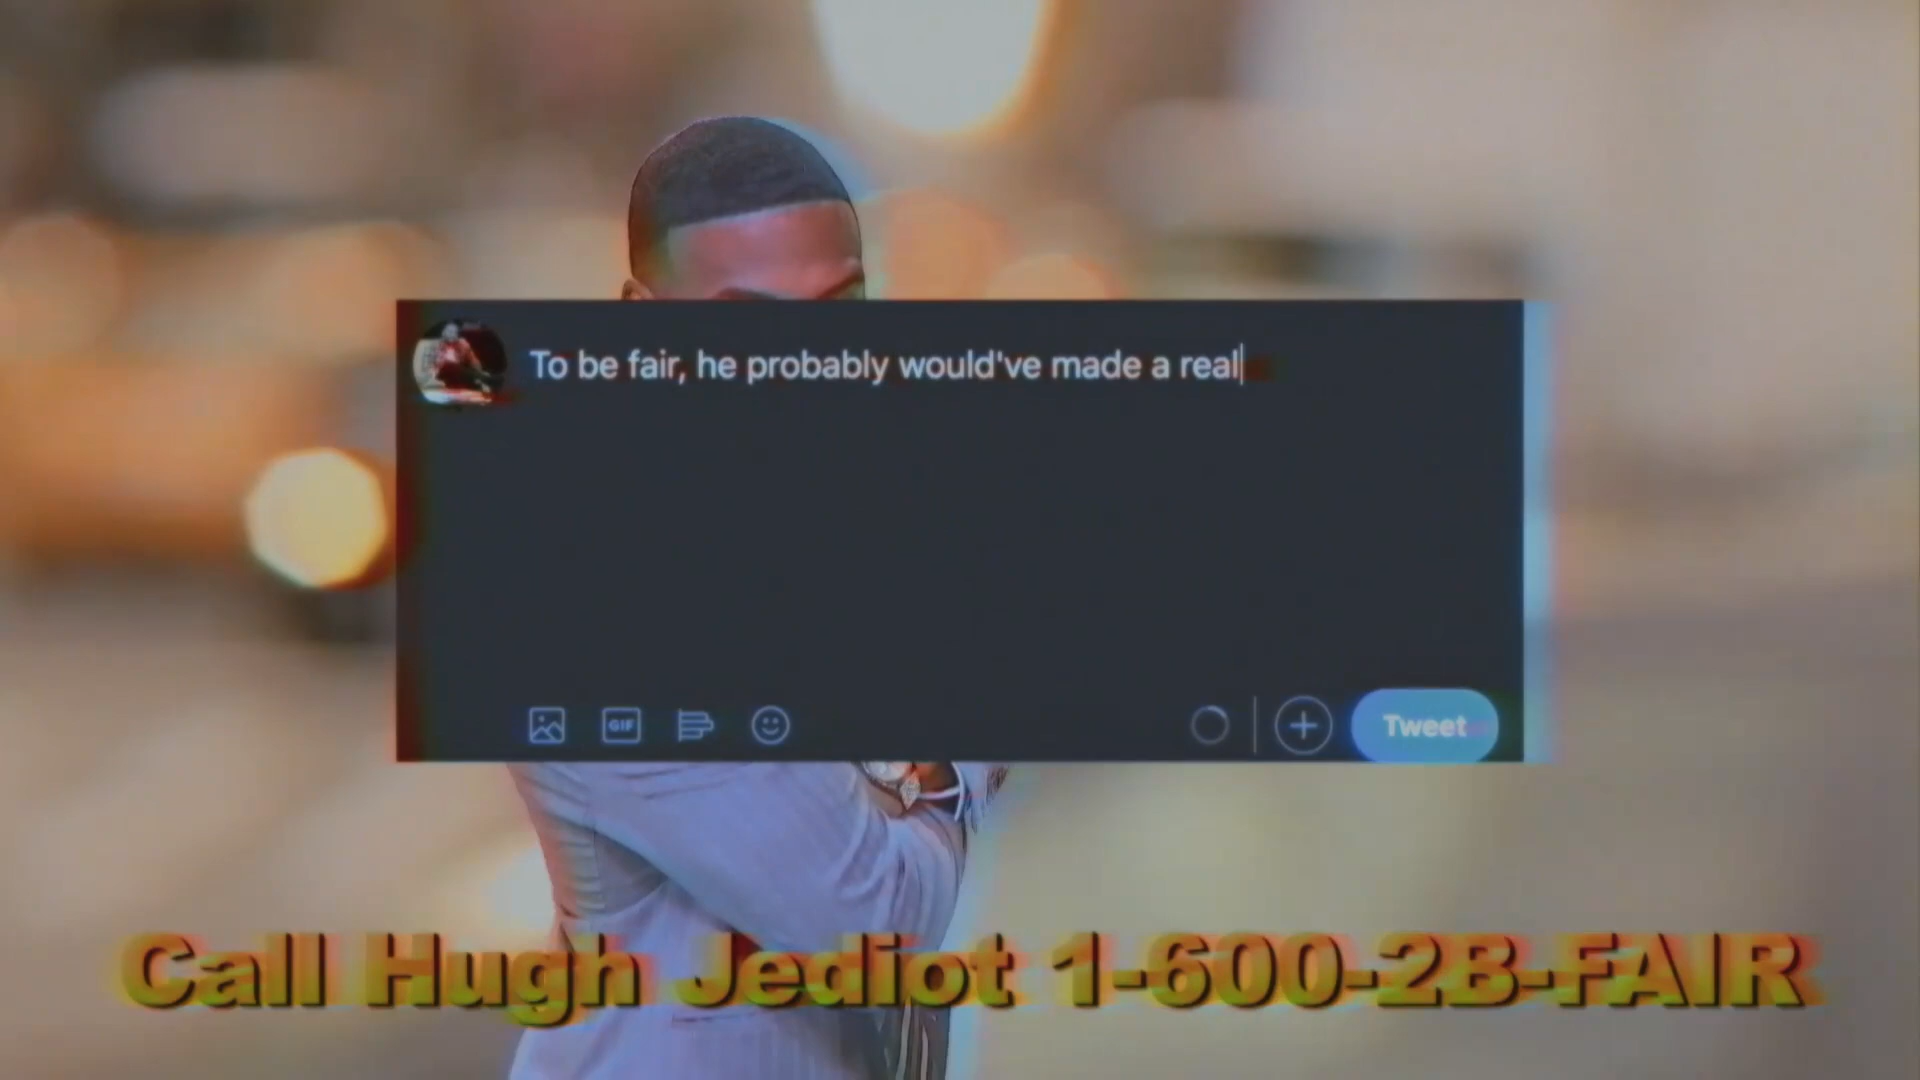 To be fair, he probably would've made a real
GIF
Tweet
Call Hugh Jediot 1-600-2B-FAIR